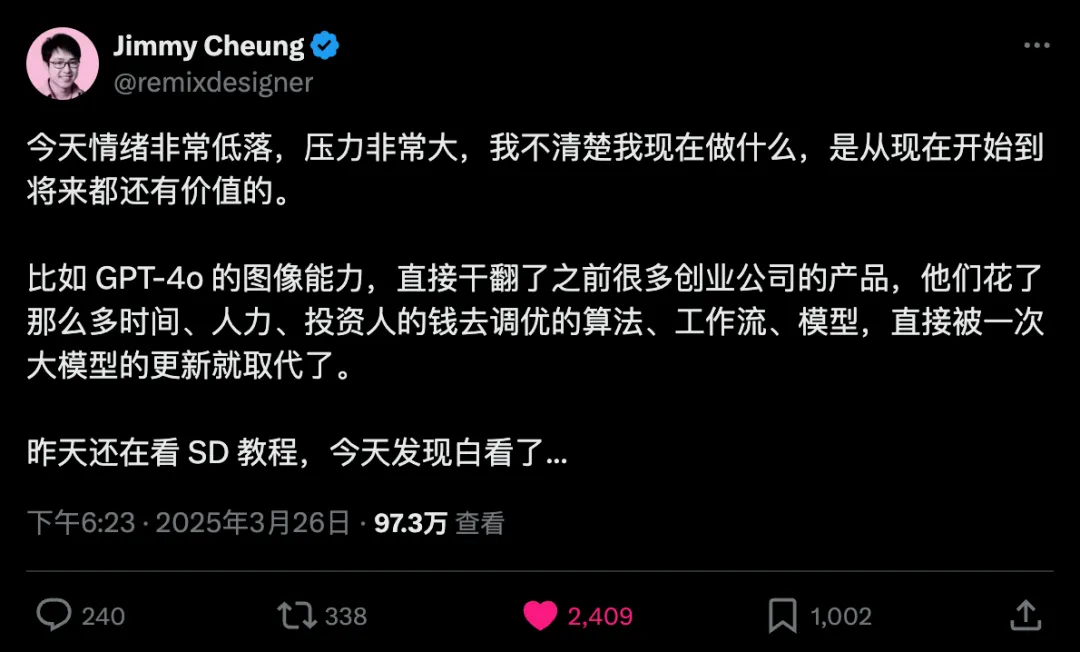 Jimmy Cheung
@remixdesigner
今天情绪非常低落，压力非常大，我不清楚我现在做什么，是从现在开始到
将来都还有价值的。
比如 GPT-4o 的图像能力，直接干翻了之前很多创业公司的产品，他们花了
那么多时间、人力、投资人的钱去调优的算法、工作流、模型，直接被一次
大模型的更新就取代了。
昨天还在看 SD 教程，今天发现白看了...
下午6:23 · 2025年3月26日 · 97.3万 查看
240 338 2,409 1,002